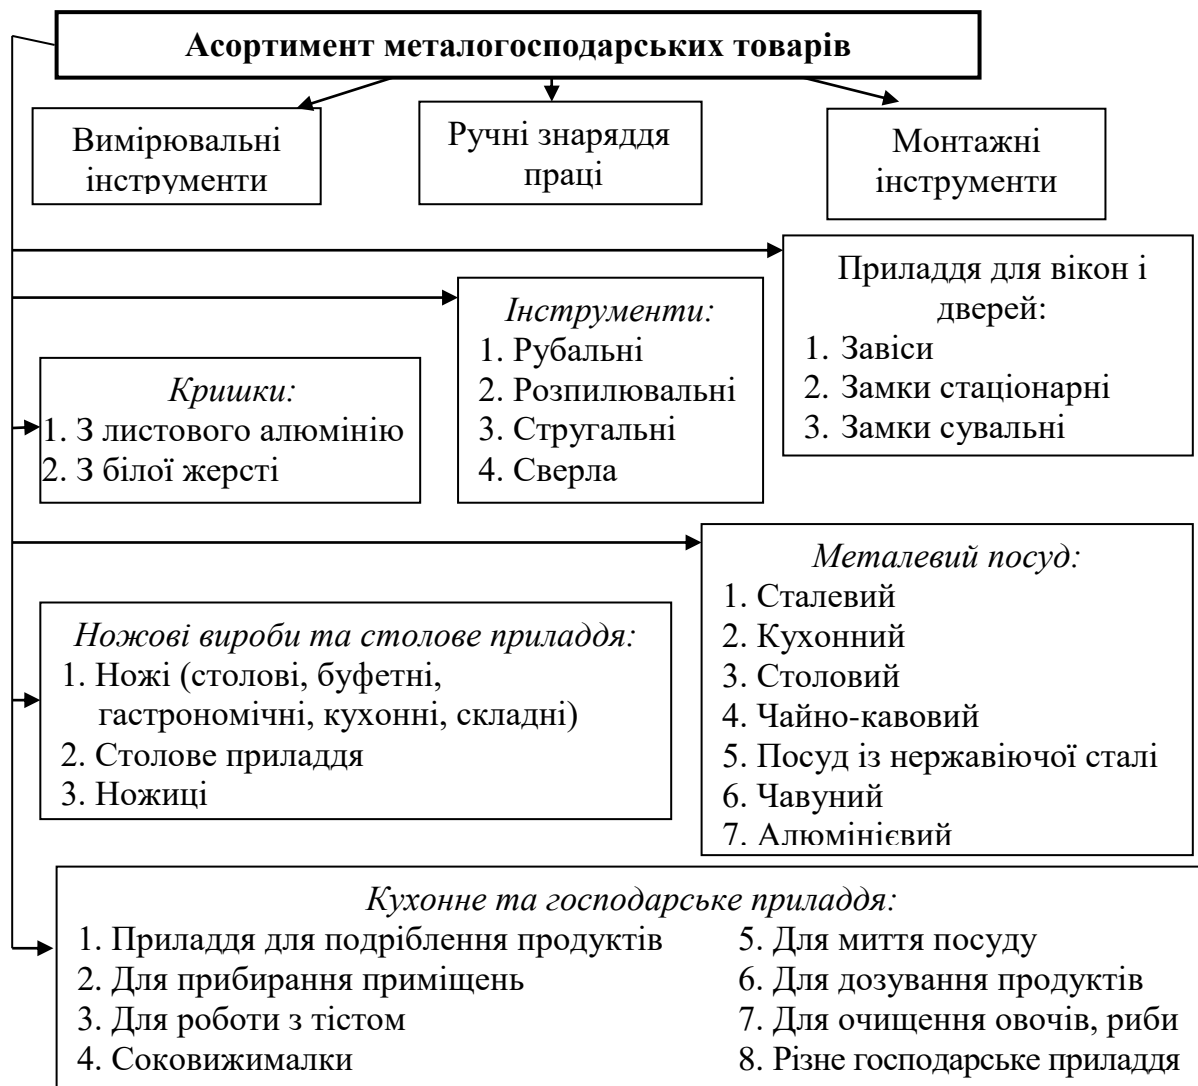 Асортимент металогосподарських товарів
Вимірювальні
інструменти
Ручні знаряддя
праці
Монтажні
інструменти
Приладдя для вікон і
дверей:
1. Завіси
2. Замки стаціонарні
3. Замки сувальні
Інструменти:
1. Рубальні
2. Розпилювальні
3. Стругальні
4. Сверла
Кришки:
1. З листового алюмінію
2. З білої жерсті
Металевий посуд:
1. Сталевий
2. Кухонний
3. Столовий
4. Чайно-кавовий
5. Посуд із нержавіючої сталі
6. Чавуний
7. Алюмінієвий
Ножові вироби та столове приладдя:
1. Ножі (столові, буфетні,
гастрономічні, кухонні, складні)
2. Столове приладдя
3. Ножиці
Кухонне та господарське приладдя:
1. Приладдя для подріблення продуктів
2. Для прибирання приміщень
3. Для роботи з тістом
4. Соковижималки
5. Для миття посуду
6. Для дозування продуктів
7. Для очищення овочів, риби
8. Різне господарське приладдя